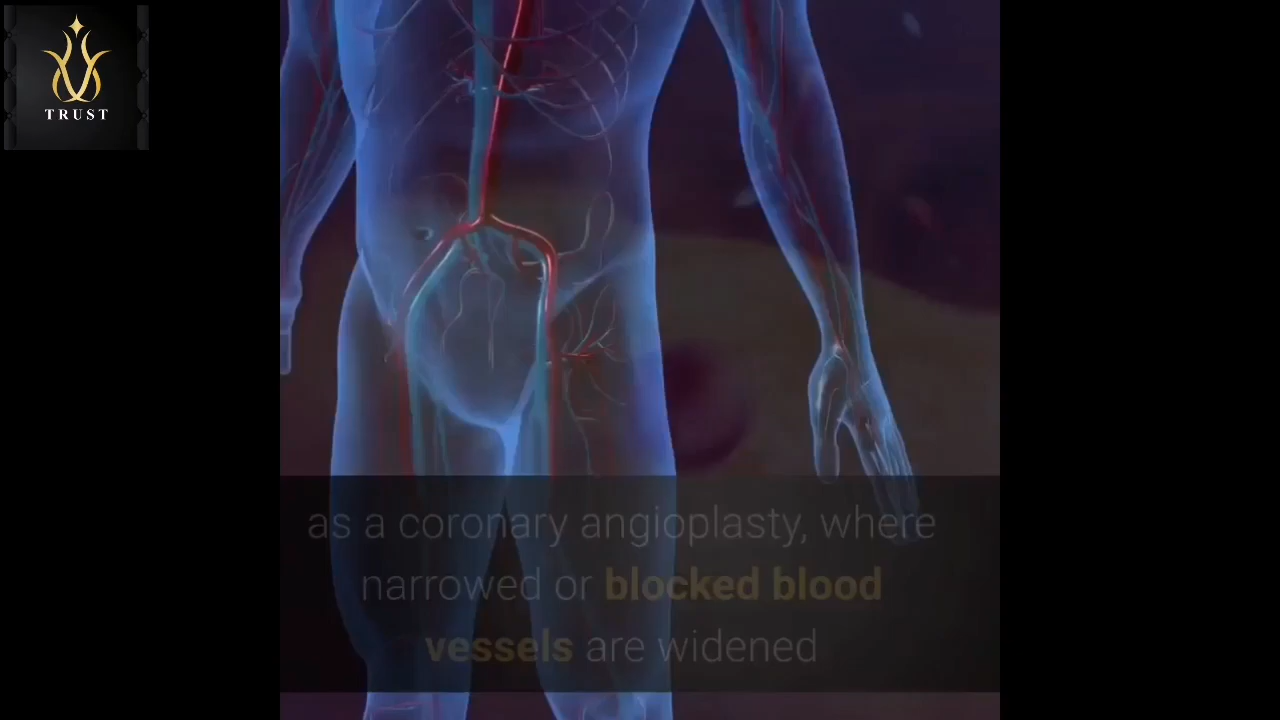 TRUST
as a coronary angioplasty, where
narrowed or blocked blood
vessels are widened